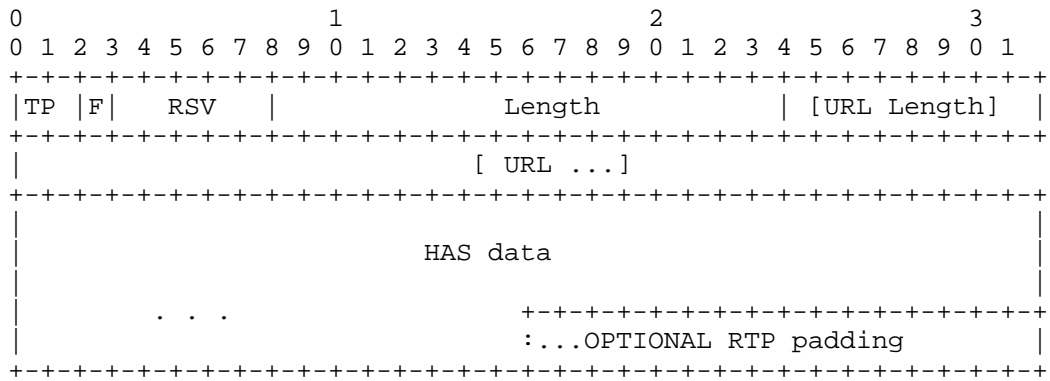 0                   1                   2                   3
0 1 2 3 4 5 6 7 8 9 0 1 2 3 4 5 6 7 8 9 0 1 2 3 4 5 6 7 8 9 0 1
+-+-+-+-+-+-+-+-+-+-+-+-+-+-+-+-+-+-+-+-+-+-+-+-+-+-+-+-+-+-+-+-+
|TP |F|   RSV   |              Length           | [URL Length]  |
+-+-+-+-+-+-+-+-+-+-+-+-+-+-+-+-+-+-+-+-+-+-+-+-+-+-+-+-+-+-+-+-+
|                            [ URL ...]
+-+-+-+-+-+-+-+-+-+-+-+-+-+-+-+-+-+-+-+-+-+-+-+-+-+-+-+-+-+-+-+-+
|                                                               |
|                         HAS data                              |
|                                                               |
|        . . .                  +-+-+-+-+-+-+-+-+-+-+-+-+-+-+-+-+
|                               :...OPTIONAL RTP padding        |
+-+-+-+-+-+-+-+-+-+-+-+-+-+-+-+-+-+-+-+-+-+-+-+-+-+-+-+-+-+-+-+-+